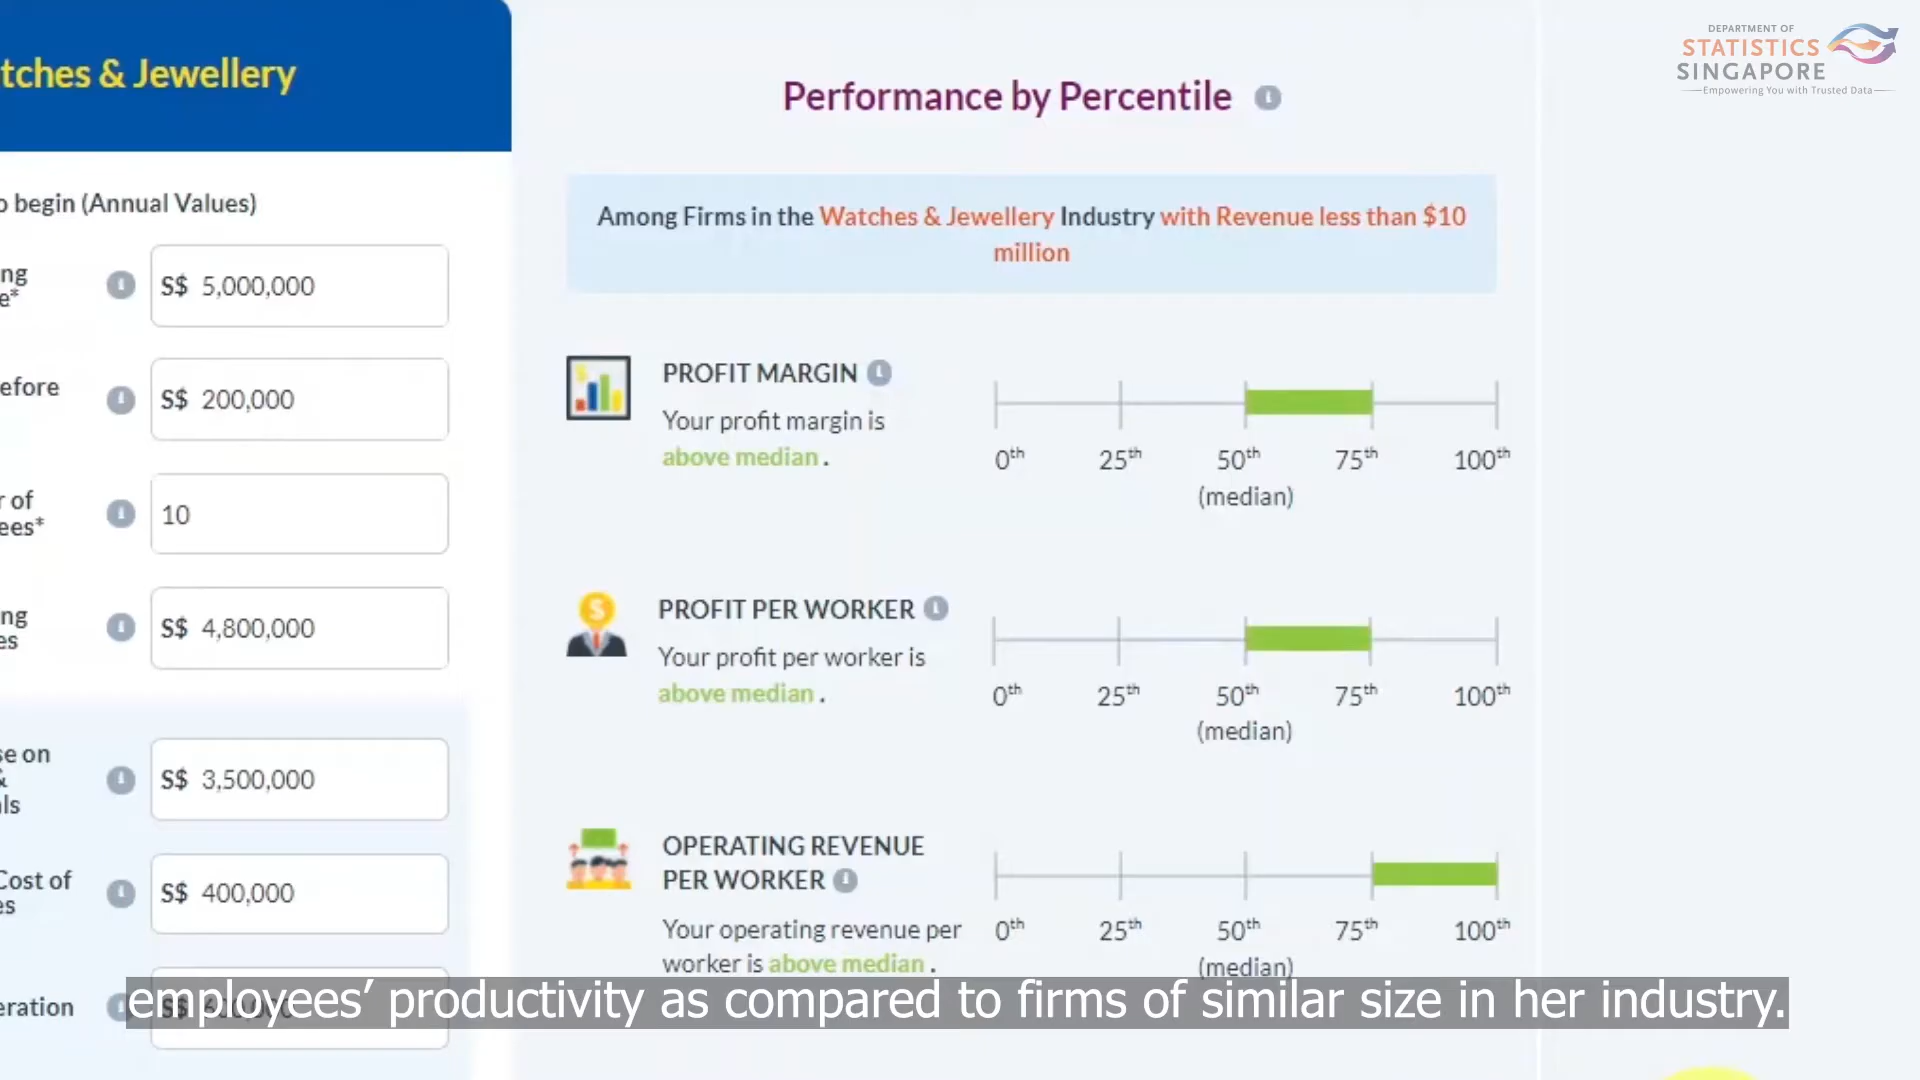 DEPARTMENT OF
STATISTICS
SINGAPORE
Empowering You with Trusted Data
tches & Jewellery
o begin (Annual Values)
ng
e*
S$ 5,000,000
efore
S$ 200,000
r of
ees*
10
ng
es
S$ 4,800,000
se on
&
ls
S$ 3,500,000
Cost of
es
S$ 400,000
eration
S$
Performance by Percentile
Among Firms in the Watches & Jewellery Industry with Revenue less than $10
million
PROFIT MARGIN
Your profit margin is
above median .
0th 25th 50th 75th 100th
(median)
PROFIT PER WORKER
Your profit per worker is
above median .
0th 25th 50th 75th 100th
(median)
OPERATING REVENUE
PER WORKER
Your operating revenue per
worker is above median .
0th 25th 50th 75th 100th
(median)
employees’ productivity as compared to firms of similar size in her industry.